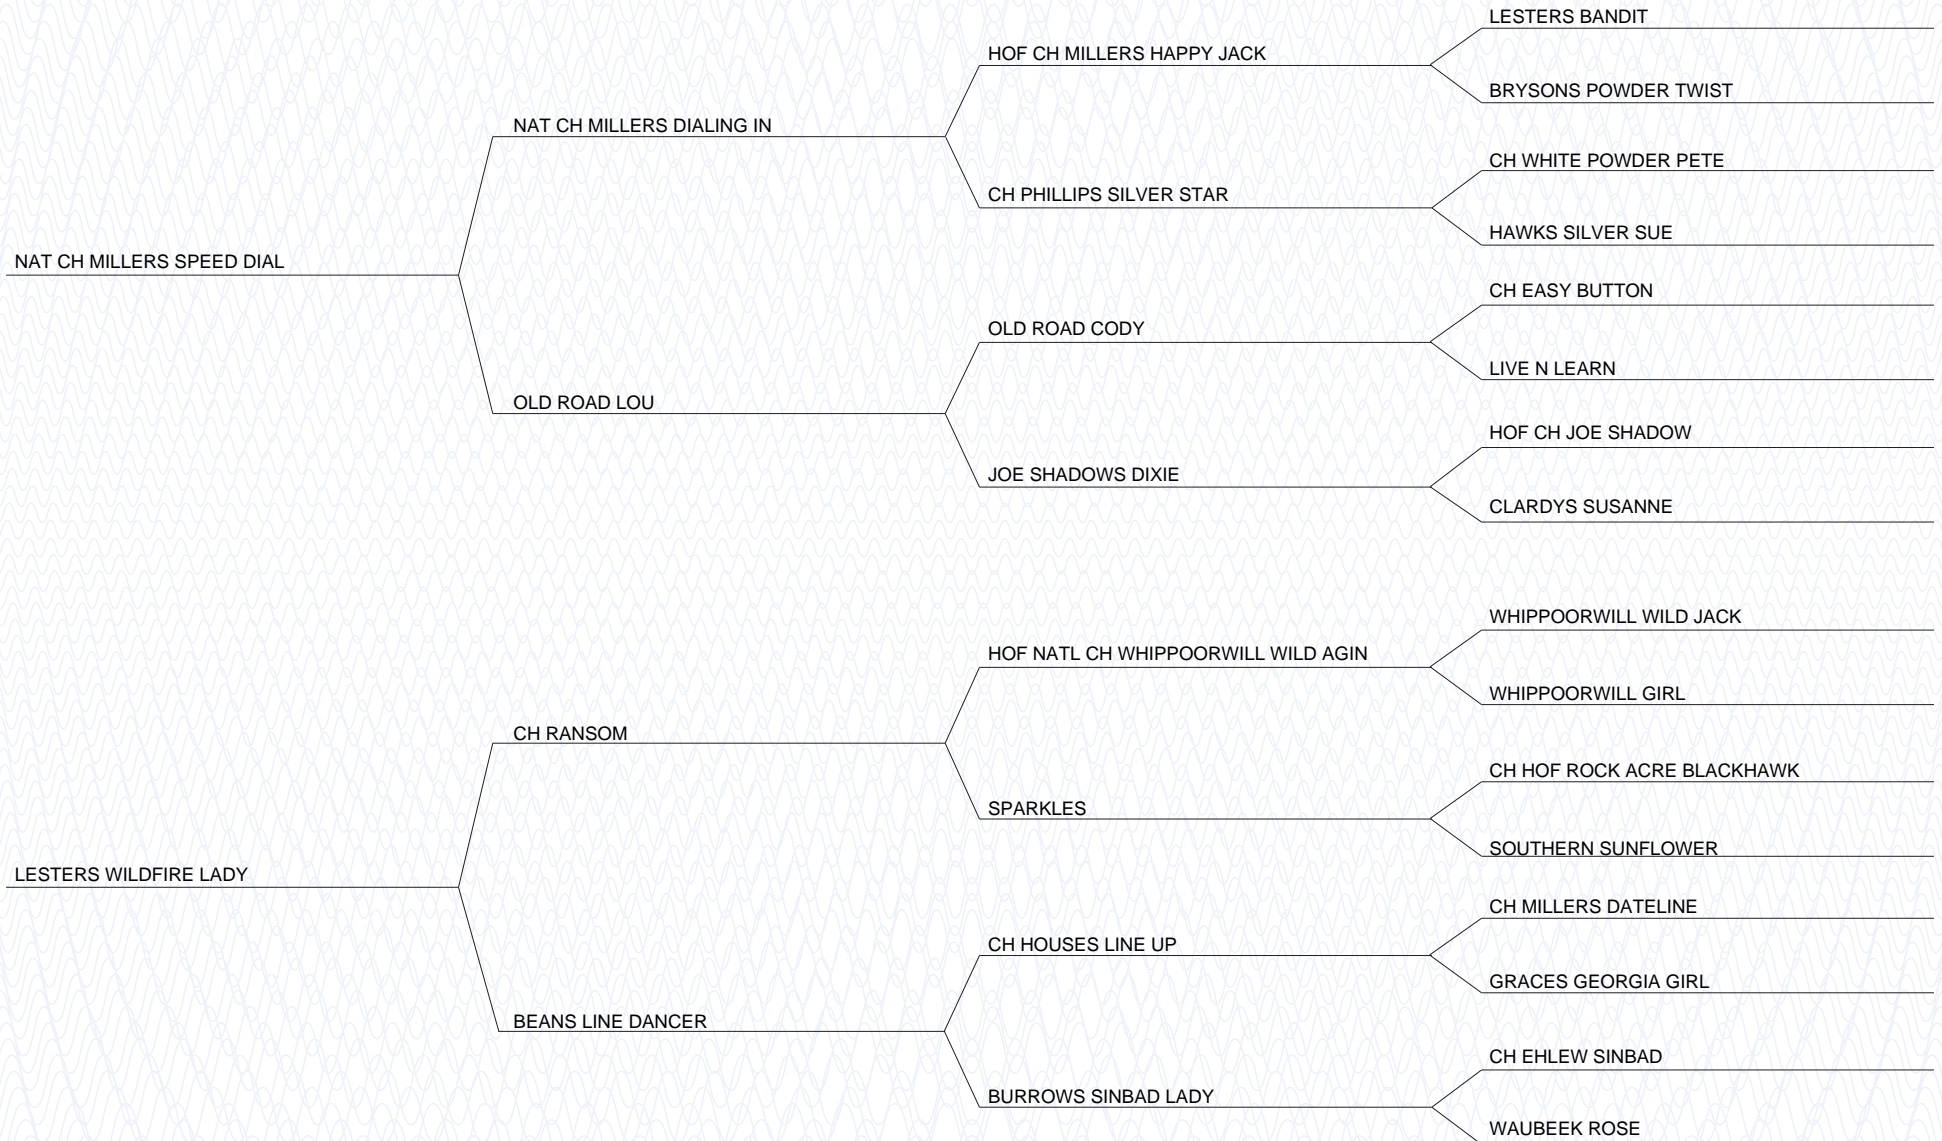 LESTERS BANDIT
HOF CH MILLERS HAPPY JACK
BRYSONS POWDER TWIST
NAT CH MILLERS DIALING IN
CH WHITE POWDER PETE
CH PHILLIPS SILVER STAR
HAWKS SILVER SUE
NAT CH MILLERS SPEED DIAL
CH EASY BUTTON
OLD ROAD CODY
LIVE N LEARN
OLD ROAD LOU
HOF CH JOE SHADOW
JOE SHADOWS DIXIE
CLARDYS SUSANNE
WHIPPOORWILL WILD JACK
HOF NATL CH WHIPPOORWILL WILD AGIN
WHIPPOORWILL GIRL
CH RANSOM
CH HOF ROCK ACRE BLACKHAWK
SPARKLES
SOUTHERN SUNFLOWER
LESTERS WILDFIRE LADY
CH MILLERS DATELINE
CH HOUSES LINE UP
GRACES GEORGIA GIRL
BEANS LINE DANCER
CH EHLEW SINBAD
BURROWS SINBAD LADY
WAUBEEK ROSE